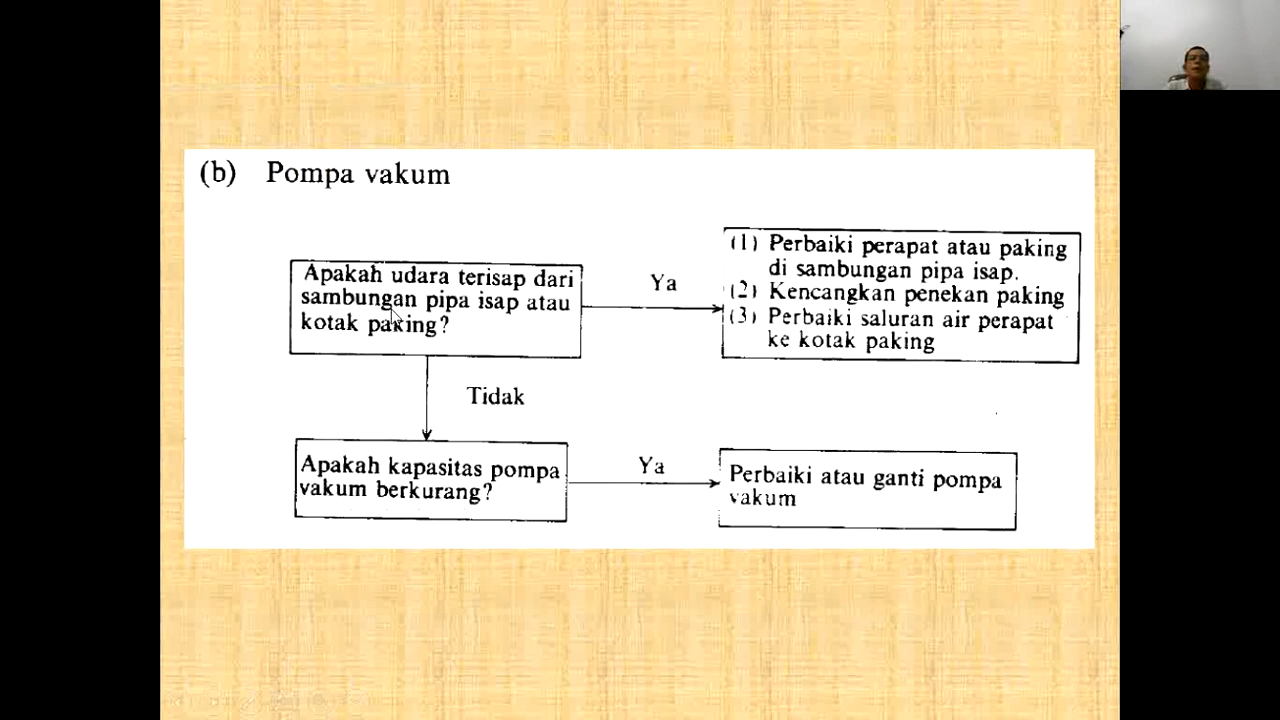 (b) Pompa vakum
Apakah udara terisap dari
sambungan pipa isap atau
kotak paking?
Ya
(1) Perbaiki perapat atau paking
di sambungan pipa isap.
(2) Kencangkan penekan paking
(3) Perbaiki saluran air perapat
ke kotak paking
Tidak
Apakah kapasitas pompa
vakum berkurang?
Ya
Perbaiki atau ganti pompa
vakum